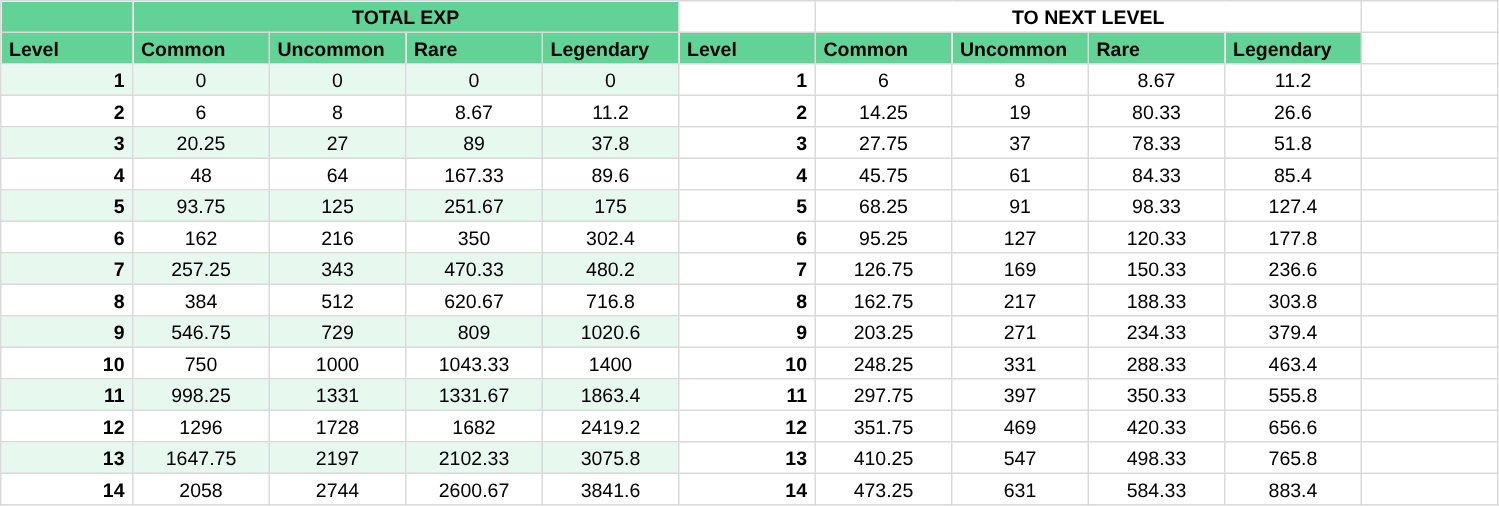 TOTAL EXP TO NEXT LEVEL
Level Common Uncommon Rare Legendary Level Common Uncommon Rare Legendary
1 0 0 0 0 1 6 8 8.67 11.2
2 6 8 8.67 11.2 2 14.25 19 80.33 26.6
3 20.25 27 89 37.8 3 27.75 37 78.33 51.8
4 48 64 167.33 89.6 4 45.75 61 84.33 85.4
5 93.75 125 251.67 175 5 68.25 91 98.33 127.4
6 162 216 350 302.4 6 95.25 127 120.33 177.8
7 257.25 343 470.33 480.2 7 126.75 169 150.33 236.6
8 384 512 620.67 716.8 8 162.75 217 188.33 303.8
9 546.75 729 809 1020.6 9 203.25 271 234.33 379.4
10 750 1000 1043.33 1400 10 248.25 331 288.33 463.4
11 998.25 1331 1331.67 1863.4 11 297.75 397 350.33 555.8
12 1296 1728 1682 2419.2 12 351.75 469 420.33 656.6
13 1647.75 2197 2102.33 3075.8 13 410.25 547 498.33 765.8
14 2058 2744 2600.67 3841.6 14 473.25 631 584.33 883.4